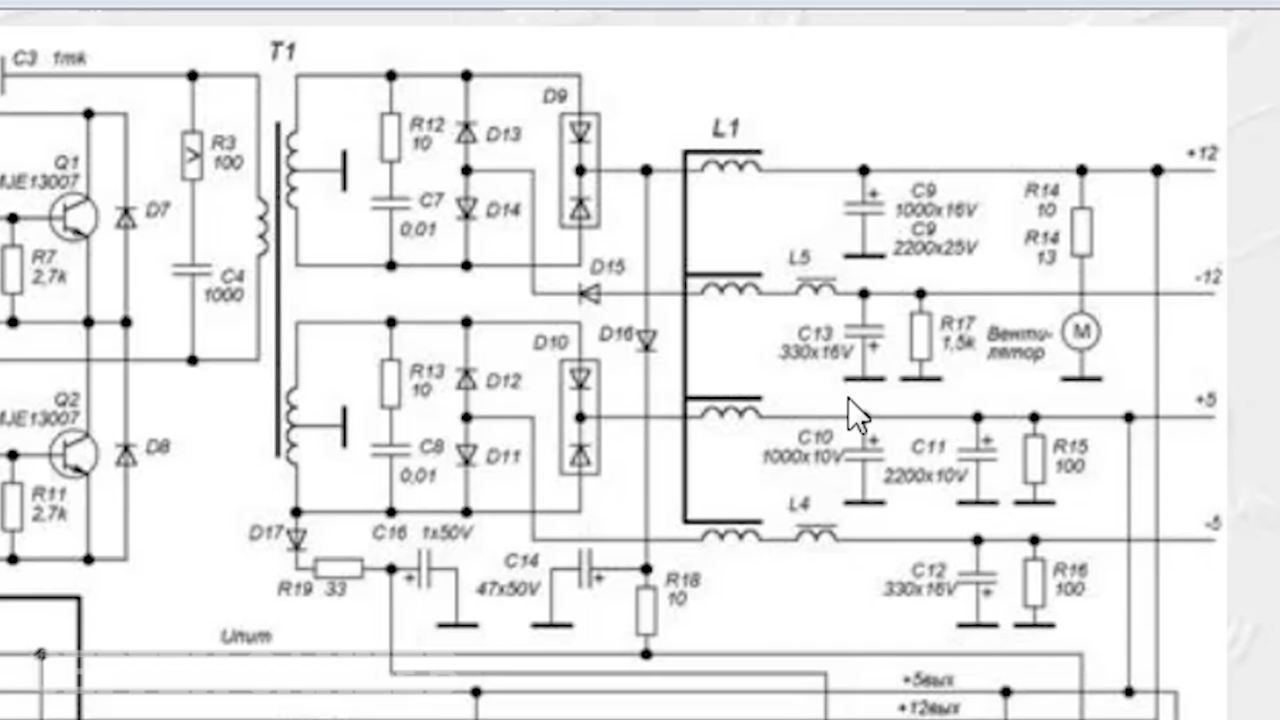 C3 1mk
T1
D9
L1
R12
10
D13
+12
Q1
MJE13007
R3
100
C7
0,01
D14
D7
C9
1000x16V
C9
2200x25V
R14
10
R14
13
R7
2,7k
C4
1000
D15
L5
-12
D10
D16
C13
330x16V
R17
1,5k
Венти-
лятор
M
R13
10
D12
Q2
MJE13007
+5
C8
0,01
D11
D8
C10
1000x10V
C11
2200x10V
R15
100
R11
2,7k
L4
-5
D17
C16 1x50V
C14
47x50V
R19 33
R18
10
C12
330x16V
R16
100
Uпит
+5вых
+12вых